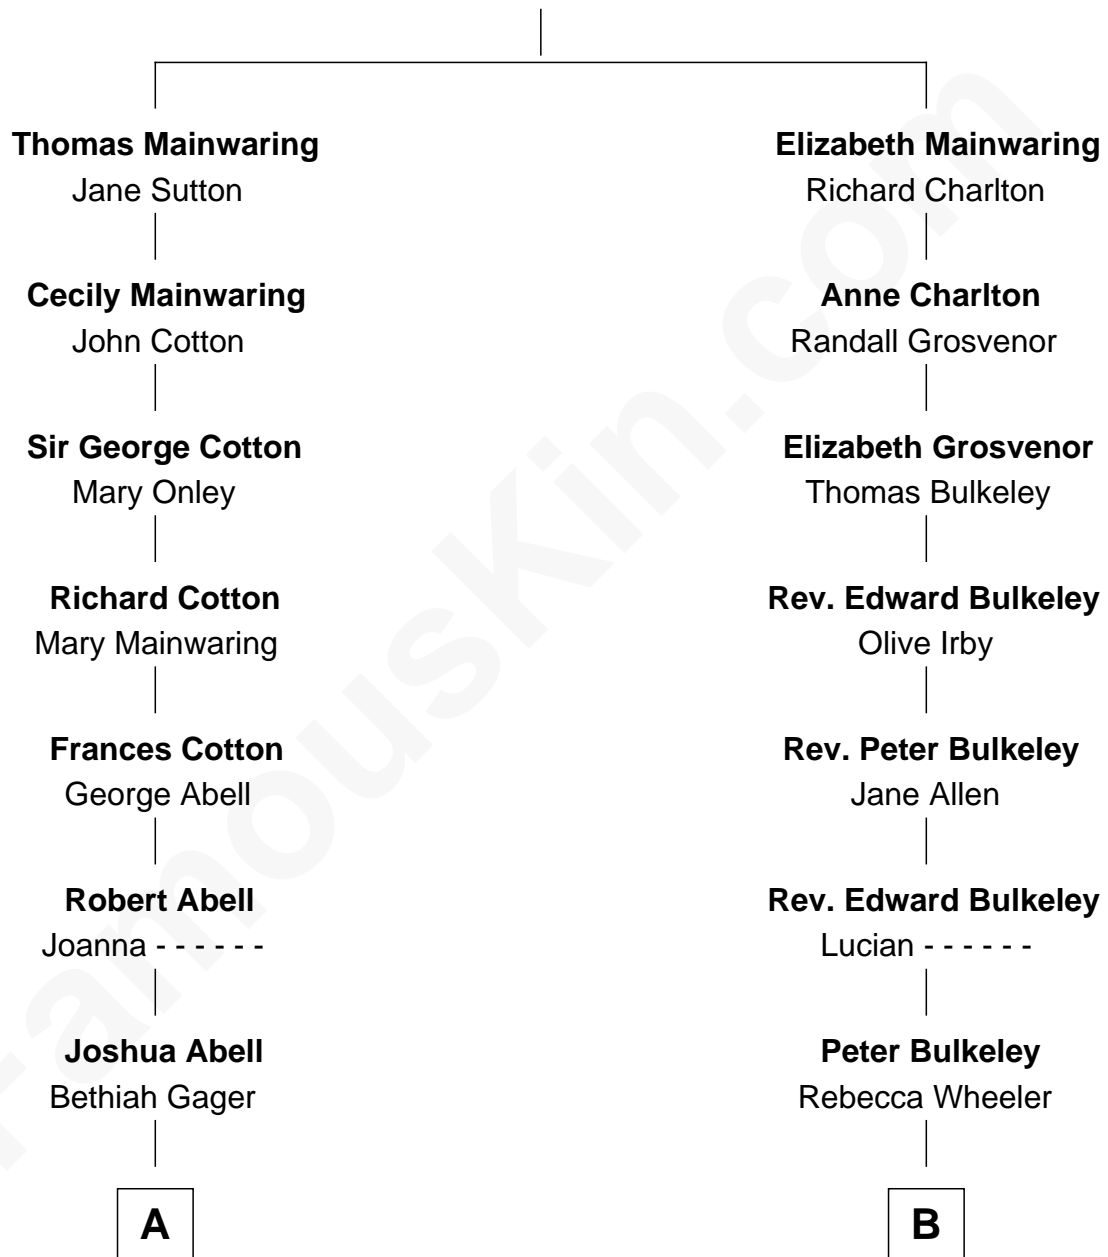 Thomas Mainwaring
Jane Sutton
Elizabeth Mainwaring
Richard Charlton
Cecily Mainwaring
John Cotton
Anne Charlton
Randall Grosvenor
Sir George Cotton
Mary Onley
Elizabeth Grosvenor
Thomas Bulkeley
Richard Cotton
Mary Mainwaring
Rev. Edward Bulkeley
Olive Irby
Frances Cotton
George Abell
Rev. Peter Bulkeley
Jane Allen
Robert Abell
Joanna - - - - - -
Rev. Edward Bulkeley
Lucian - - - - - -
Joshua Abell
Bethiah Gager
Peter Bulkeley
Rebecca Wheeler
A
B
FamousKin.com